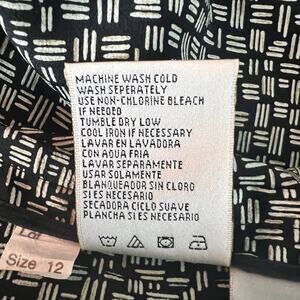 MACHINE WASH COLD
WASH SEPERATELY
USE NON-CHLORINE BLEACH
IF NEEDED
TUMBLE DRY LOW
COOL IRON IF NECESSARY
LAVAR EN LAVADORA
CON AGUA FRIA
LAVAR SEPARAMENTE
USAR SOLAMENTE
BLANQUEADOR SIN CLORO
SI ES NECESARIO
SECADORA CICLO SUAVE
PLANCHA SI ES NECESARIO
Size 12